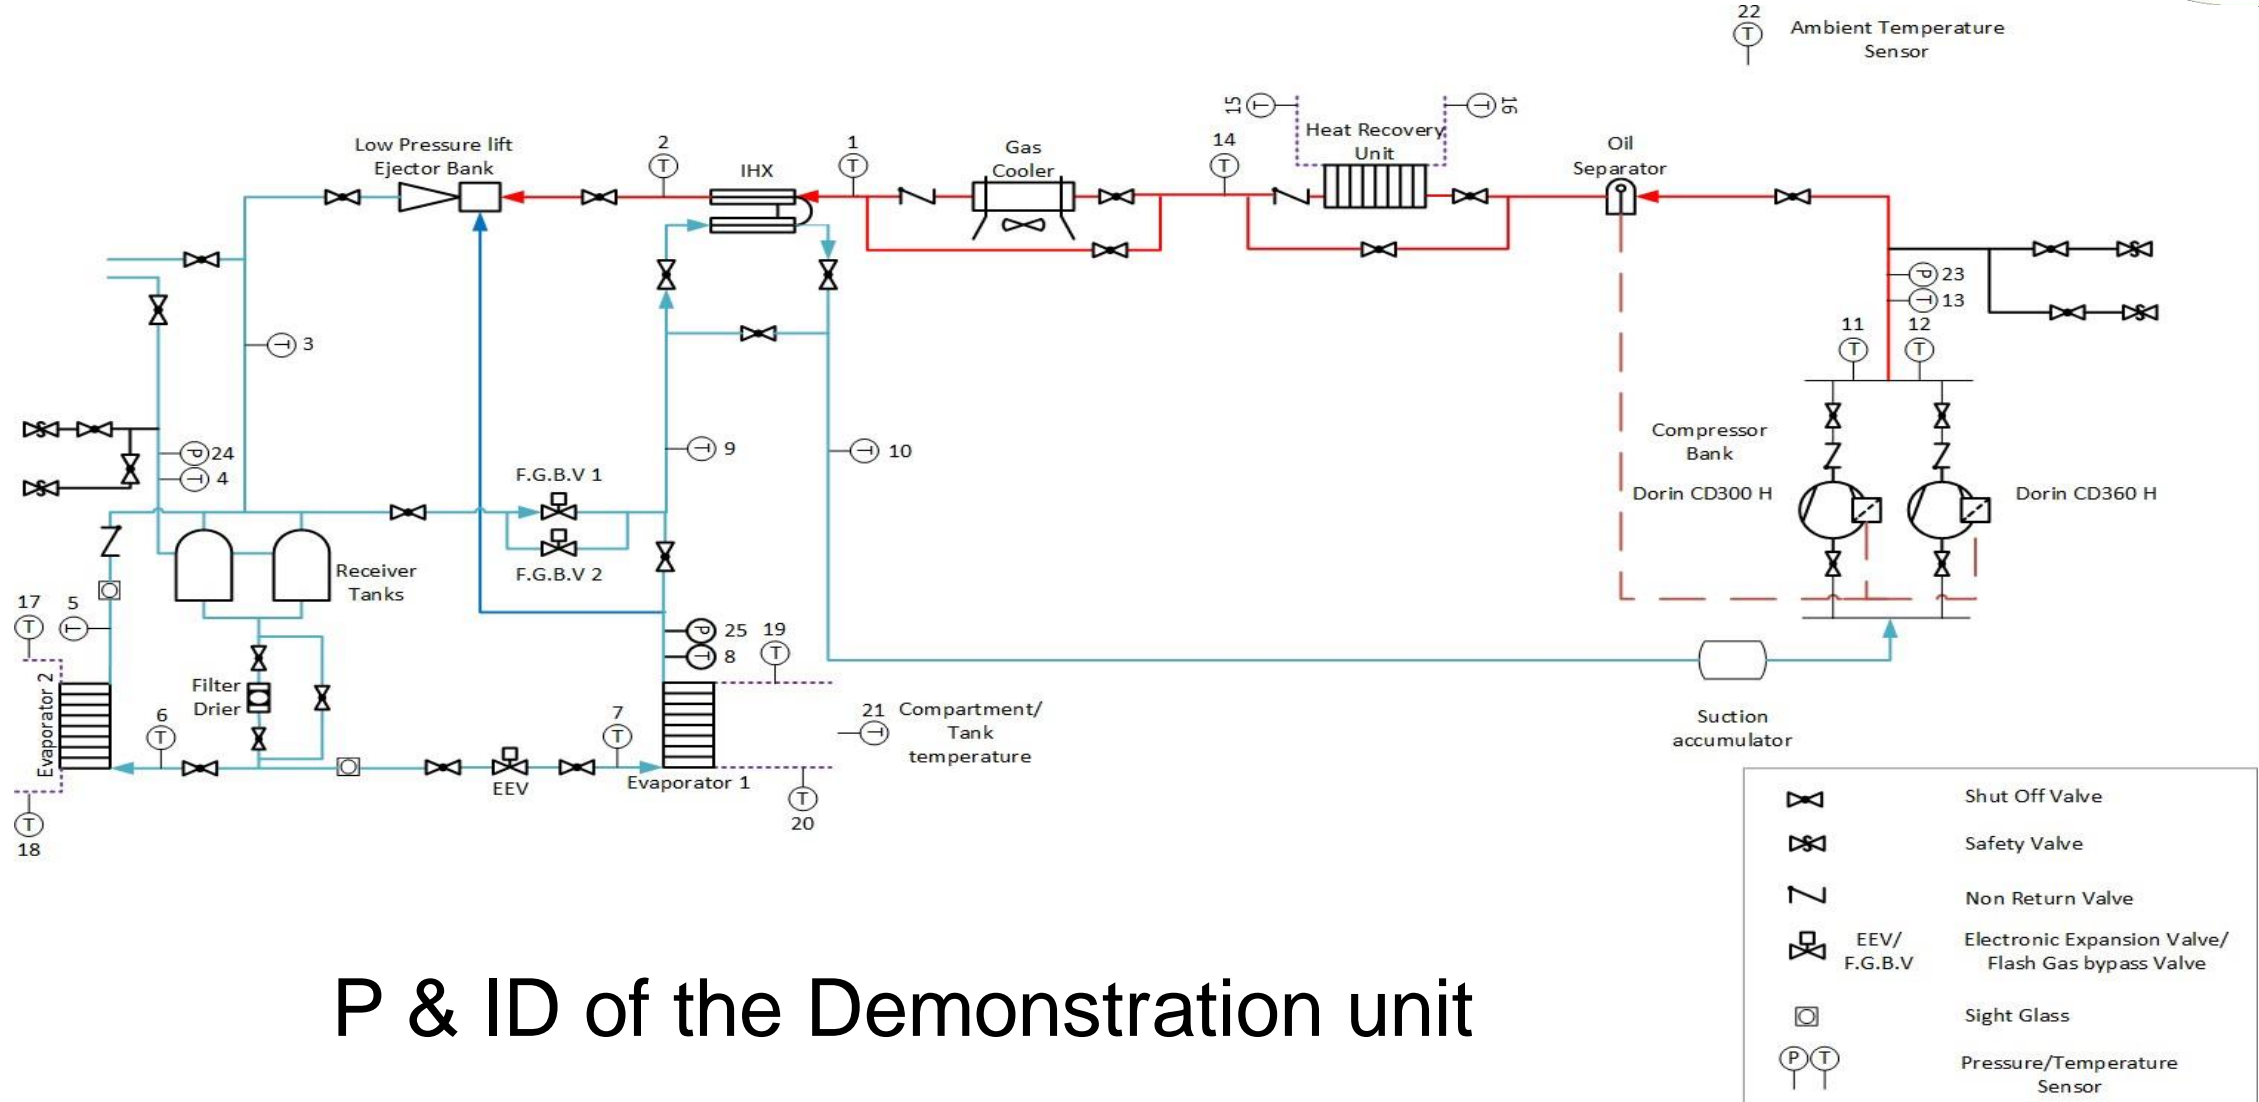 22
T
Ambient Temperature
Sensor
15
T
T
16
Heat Recovery
Unit
Low Pressure lift
Ejector Bank
2
T
IHX
1
T
Gas
Cooler
14
T
Oil
Separator
P
23
T
13
T
3
11
T
12
T
P
24
T
4
T
9
T
10
Compressor
Bank
Dorin CD300 H
Dorin CD360 H
F.G.B.V 1
F.G.B.V 2
Receiver
Tanks
17
T
5
T
P
25
T
8
19
T
Filter
Drier
Evaporator 2
6
T
7
T
EEV
Evaporator 1
21
T
Compartment/
Tank
temperature
T
20
T
18
Suction
accumulator
Shut Off Valve
S
Safety Valve
Non Return Valve
EEV/
F.G.B.V
Electronic Expansion Valve/
Flash Gas bypass Valve
Sight Glass
P
T
Pressure/Temperature
Sensor
P & ID of the Demonstration unit